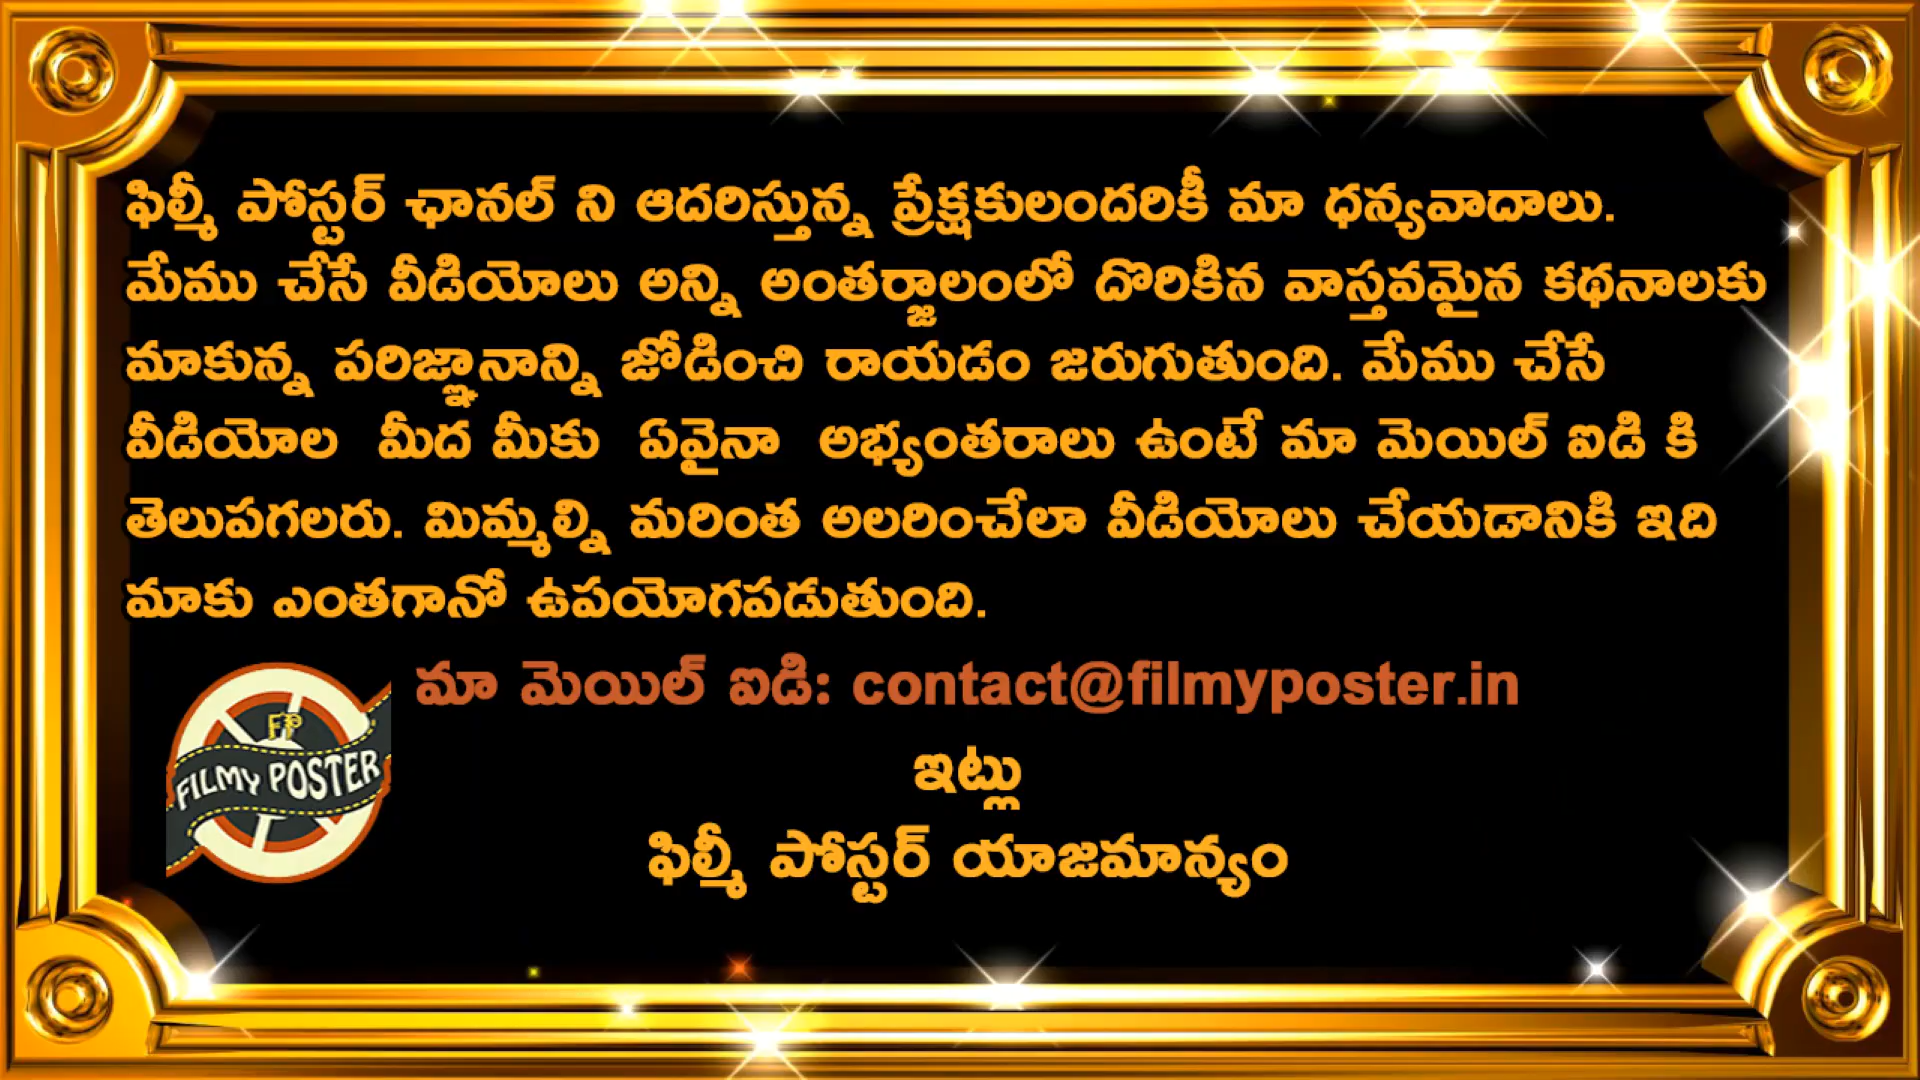 ఫిల్మీ పోస్టర్ ఛానల్ ని ఆదరిస్తున్న ప్రేక్షకులందరికీ మా ధన్యవాదాలు.
మేము చేసే వీడియోలు అన్ని అంతర్జాలంలో దొరికిన వాస్తవమైన కథనాలకు
మాకున్న పరిజ్ఞానాన్ని జోడించి రాయడం జరుగుతుంది. మేము చేసే
వీడియోల మీద మీకు ఏవైనా అభ్యంతరాలు ఉంటే మా మెయిల్ ఐడి కి
తెలుపగలరు. మిమ్మల్ని మరింత అలరించేలా వీడియోలు చేయడానికి ఇది
మాకు ఎంతగానో ఉపయోగపడుతుంది.
మా మెయిల్ ఐడి: contact@filmyposter.in
FP
FILMY POSTER
ఇట్లు
ఫిల్మీ పోస్టర్ యాజమాన్యం